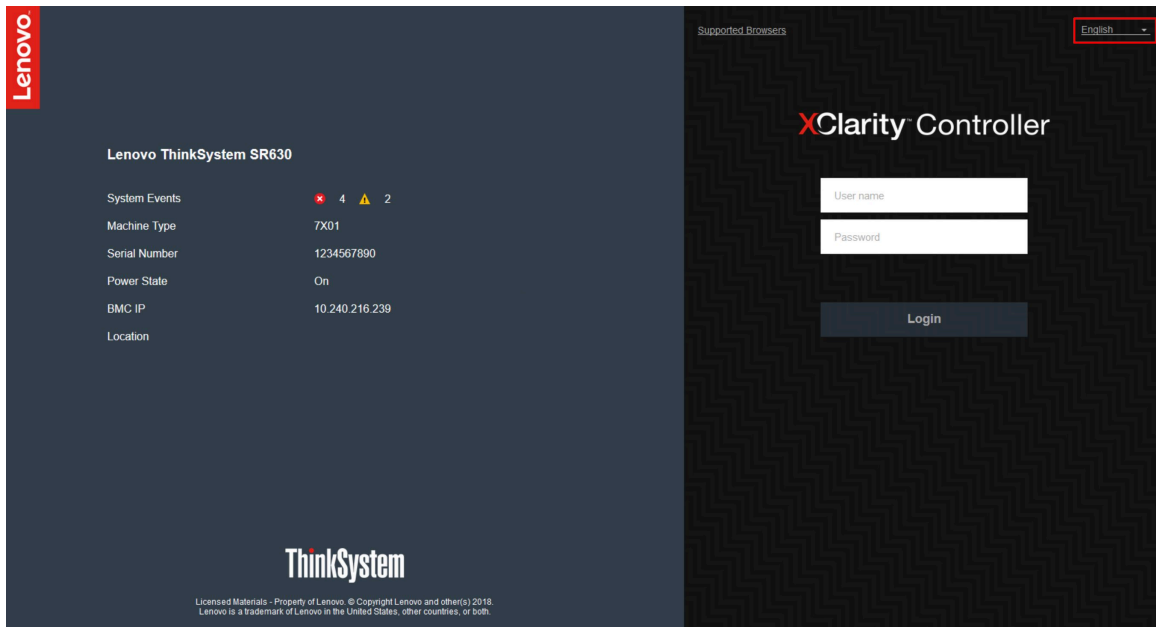 Lenovo.
Lenovo ThinkSystem SR630
System Events 4 2
Machine Type 7X01
Serial Number 1234567890
Power State On
BMC IP 10.240.216.239
Location
ThinkSystem
Licensed Materials - Property of Lenovo. © Copyright Lenovo and other(s) 2018.
Lenovo is a trademark of Lenovo in the United States, other countries, or both.
Supported Browsers English
XClarity™ Controller
User name
Password
Login